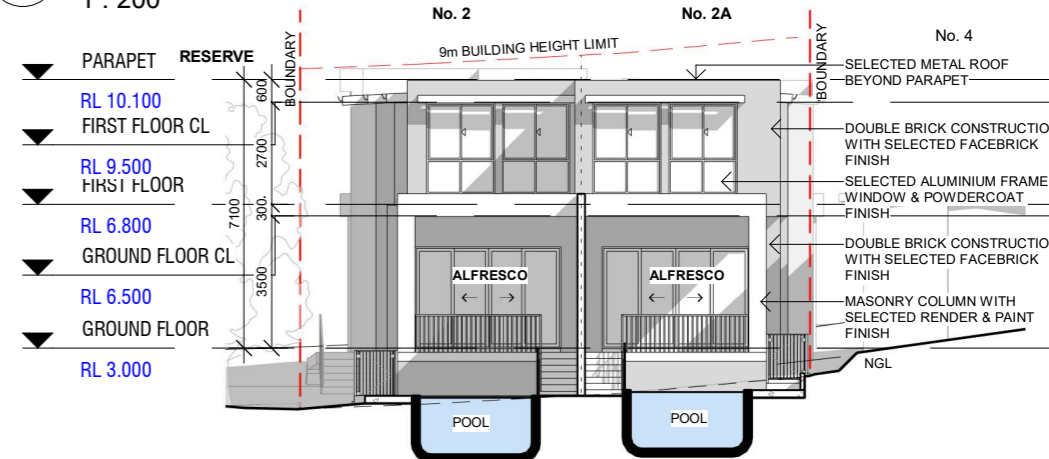 1 : 200
No. 2
No. 2A
No. 4
PARAPET
RESERVE
BOUNDARY
9m BUILDING HEIGHT LIMIT
BOUNDARY
SELECTED METAL ROOF
BEYOND PARAPET
RL 10.100
600
FIRST FLOOR CL
2700
DOUBLE BRICK CONSTRUCTIO
WITH SELECTED FACEBRICK
FINISH
RL 9.500
FIRST FLOOR
SELECTED ALUMINIUM FRAME
WINDOW & POWDERCOAT
FINISH
7100
300
RL 6.800
GROUND FLOOR CL
DOUBLE BRICK CONSTRUCTIO
WITH SELECTED FACEBRICK
FINISH
3500
ALFRESCO
ALFRESCO
RL 6.500
MASONRY COLUMN WITH
SELECTED RENDER & PAINT
FINISH
GROUND FLOOR
RL 3.000
NGL
POOL
POOL